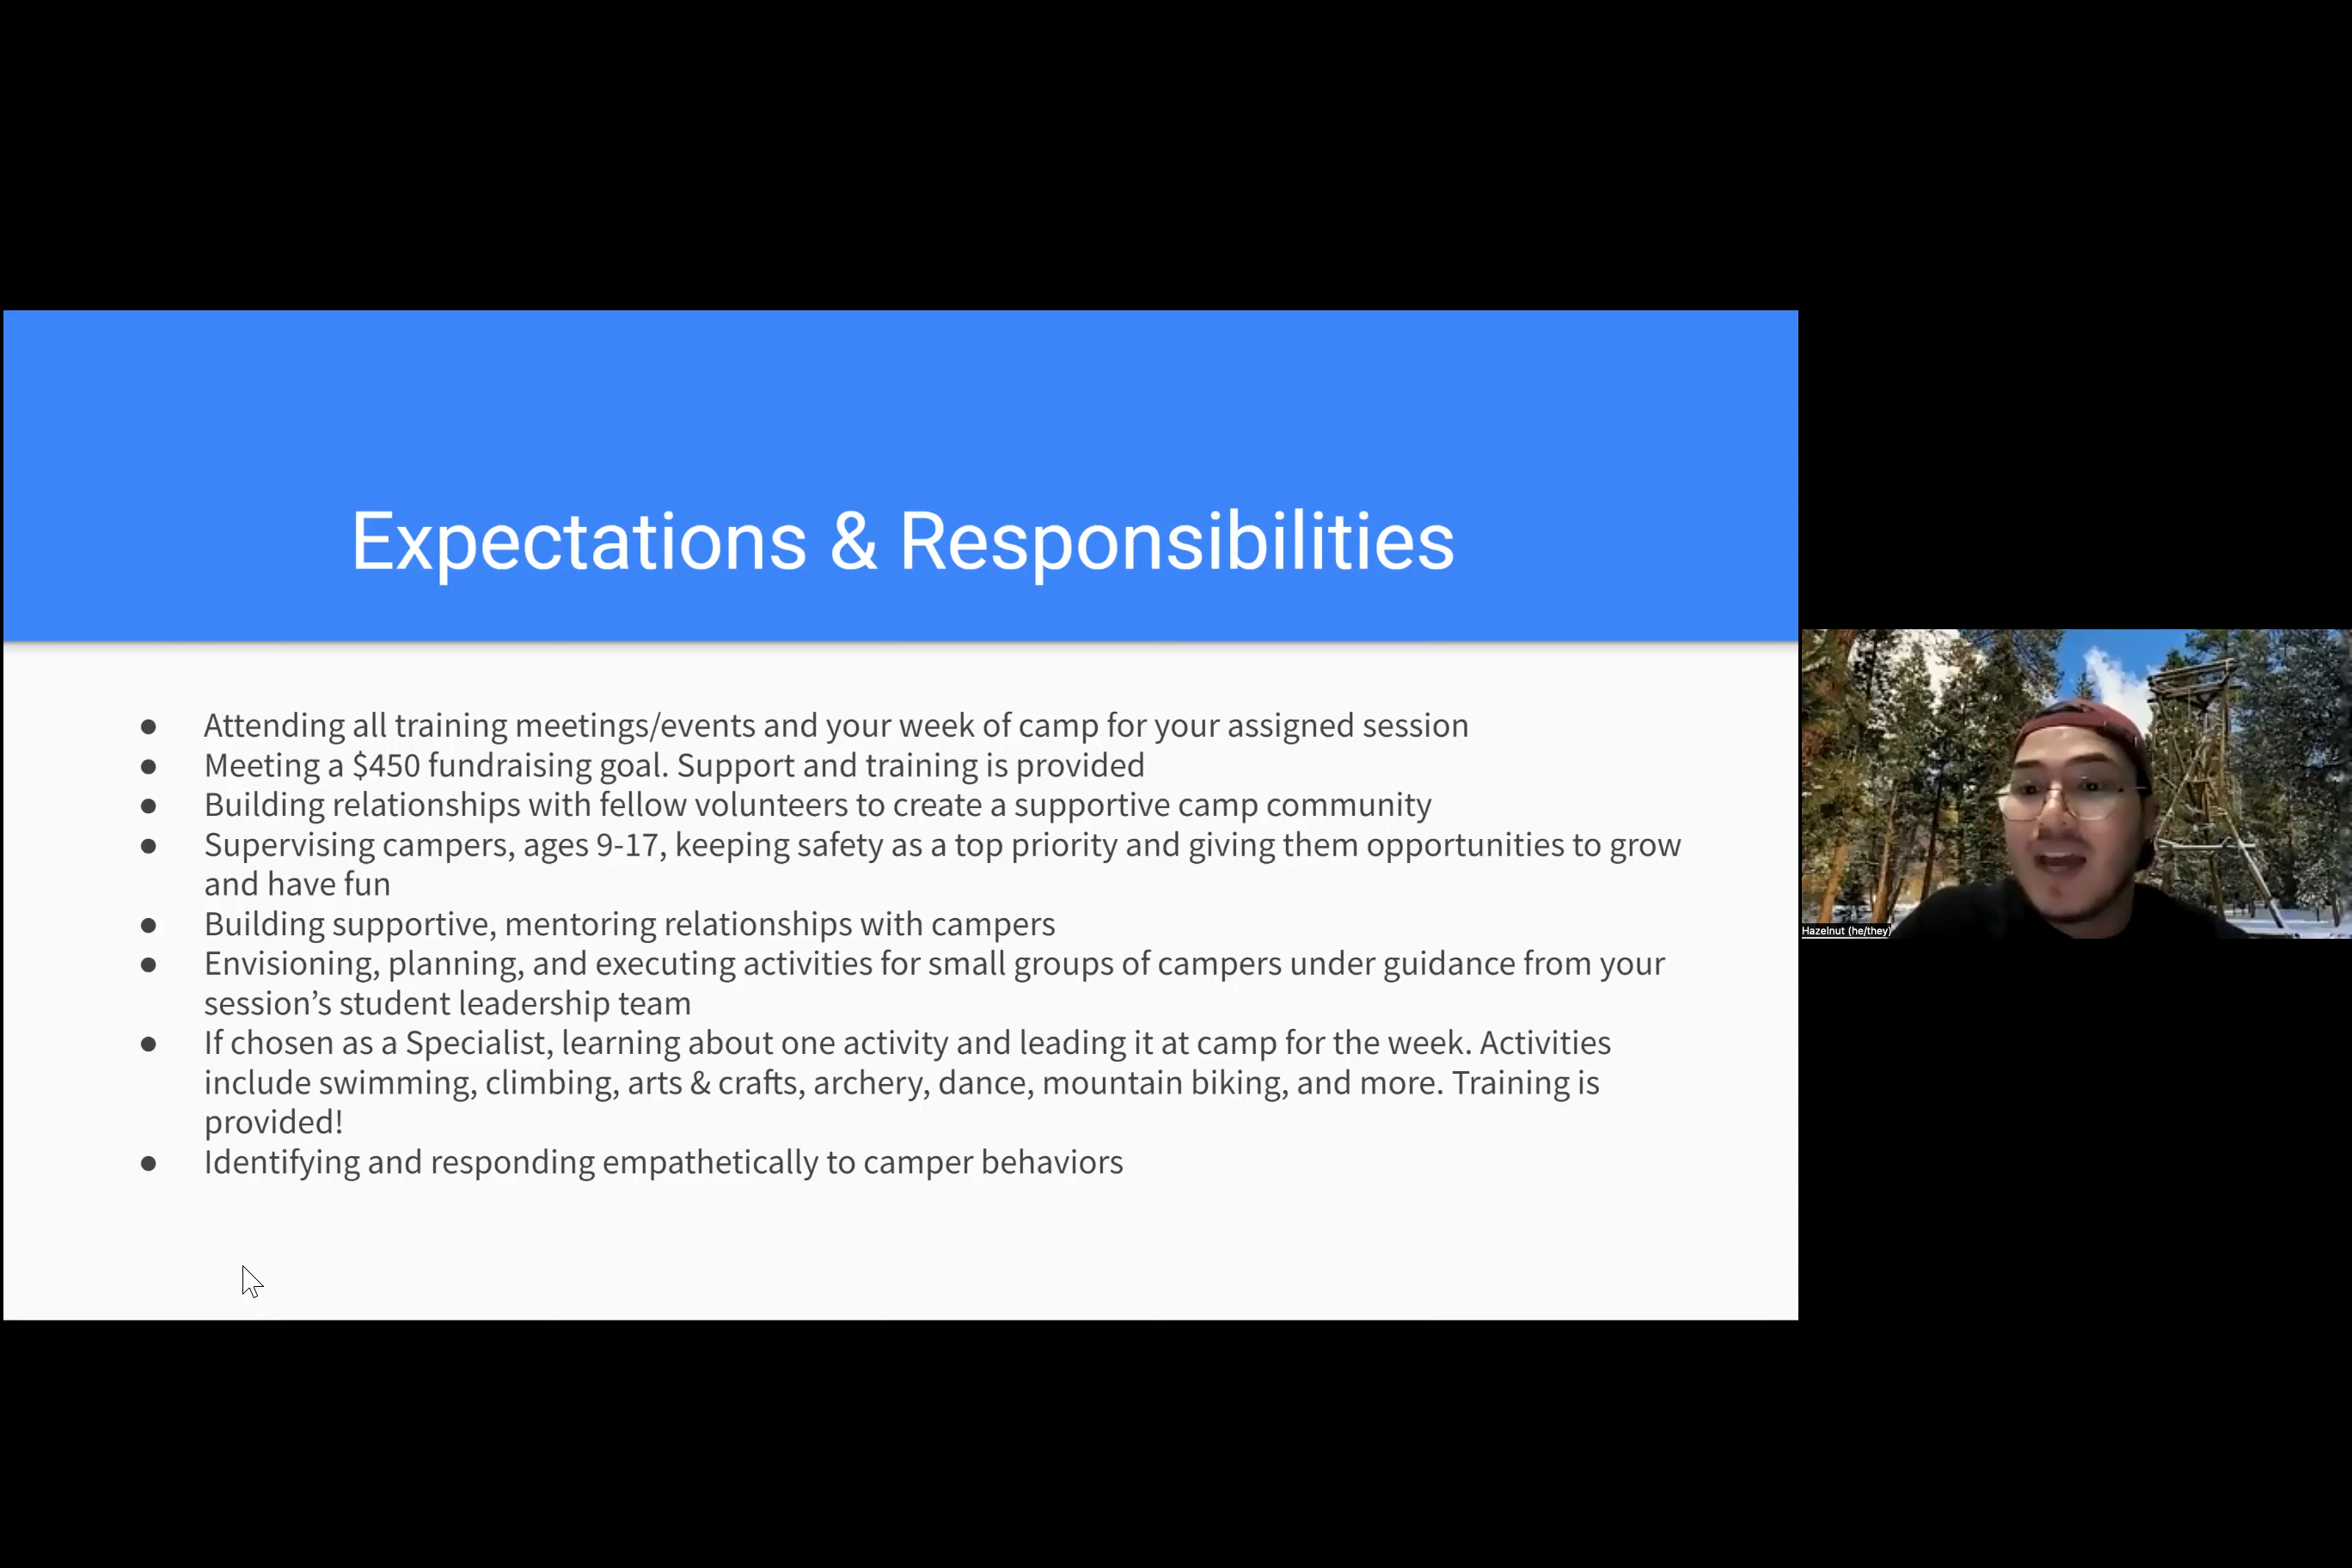 Expectations & Responsibilities
● Attending all training meetings/events and your week of camp for your assigned session
● Meeting a $450 fundraising goal. Support and training is provided
● Building relationships with fellow volunteers to create a supportive camp community
● Supervising campers, ages 9-17, keeping safety as a top priority and giving them opportunities to grow
and have fun
● Building supportive, mentoring relationships with campers
● Envisioning, planning, and executing activities for small groups of campers under guidance from your
session’s student leadership team
● If chosen as a Specialist, learning about one activity and leading it at camp for the week. Activities
include swimming, climbing, arts & crafts, archery, dance, mountain biking, and more. Training is
provided!
● Identifying and responding empathetically to camper behaviors
Hazelnut (he/they)